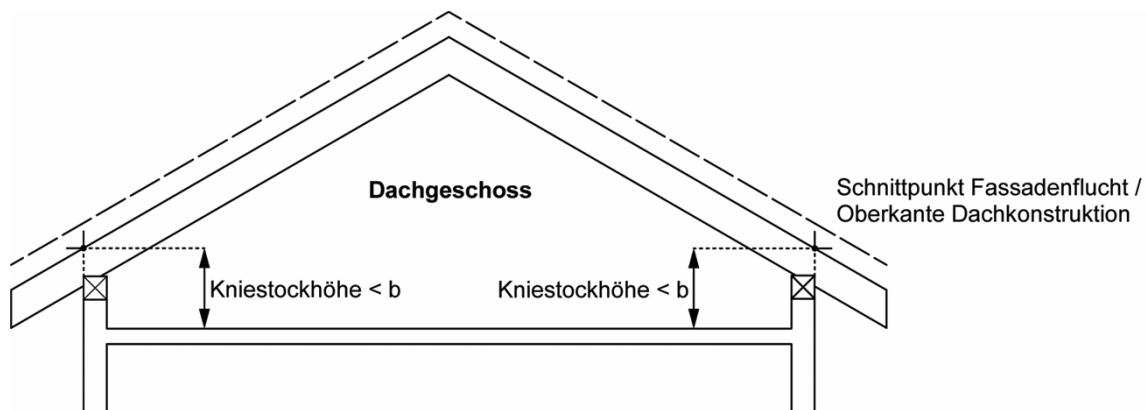 Dachgeschoss
Schnittpunkt Fassadenflucht /
Oberkante Dachkonstruktion
Kniestockhöhe < b
Kniestockhöhe < b